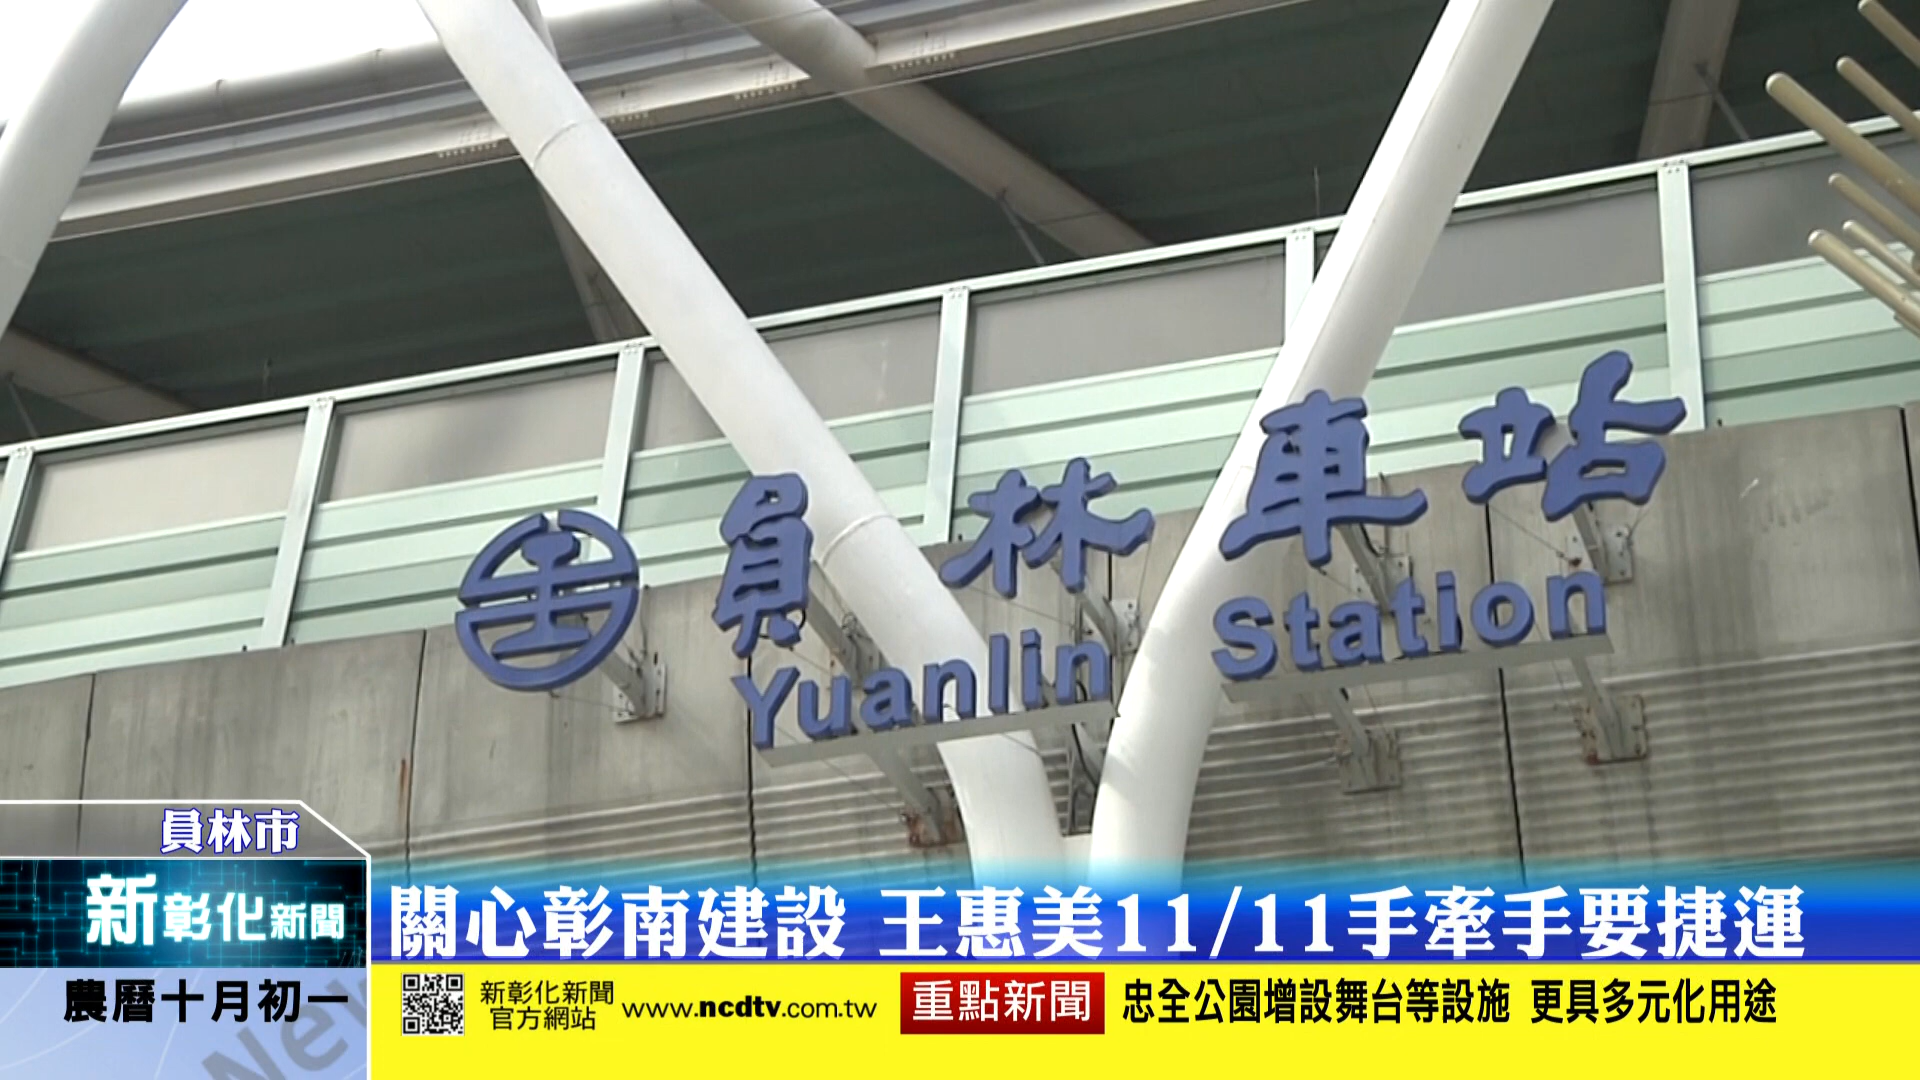 員林車站
Yuanlin Station
員林市
新彰化新聞
關心彰南建設 王惠美11/11手牽手要捷運
農曆十月初一
新彰化新聞
官方網站
www.ncdtv.com.tw
重點新聞
忠全公園增設舞台等設施 更具多元化用途
New